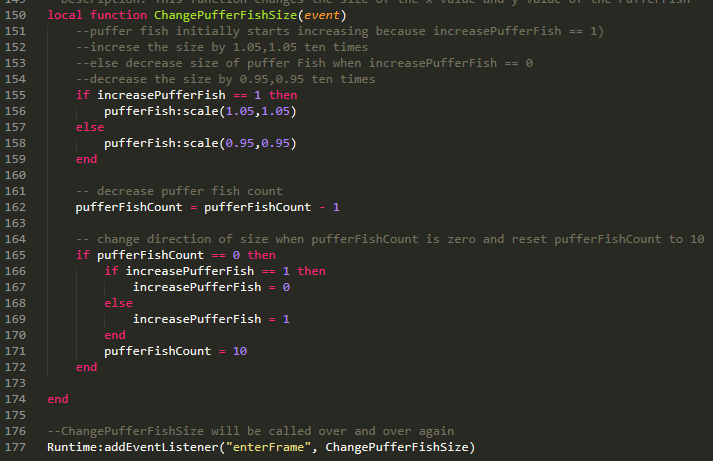 149 Description: This function changes the size of the x value and y value of the PufferFish
150 local function ChangePufferFishSize(event)
151 --puffer fish initially starts increasing because increasePufferFish == 1)
152 --increse the size by 1.05,1.05 ten times
153 --else decrease size of puffer Fish when increasePufferFish == 0
154 --decrease the size by 0.95,0.95 ten times
155 if increasePufferFish == 1 then
156 pufferFish:scale(1.05,1.05)
157 else
158 pufferFish:scale(0.95,0.95)
159 end
160
161 -- decrease puffer fish count
162 pufferFishCount = pufferFishCount - 1
163
164 -- change direction of size when pufferFishCount is zero and reset pufferFishCount to 10
165 if pufferFishCount == 0 then
166 if increasePufferFish == 1 then
167 increasePufferFish = 0
168 else
169 increasePufferFish = 1
170 end
171 pufferFishCount = 10
172 end
173
174 end
175
176 --ChangePufferFishSize will be called over and over again
177 Runtime:addEventListener("enterFrame", ChangePufferFishSize)